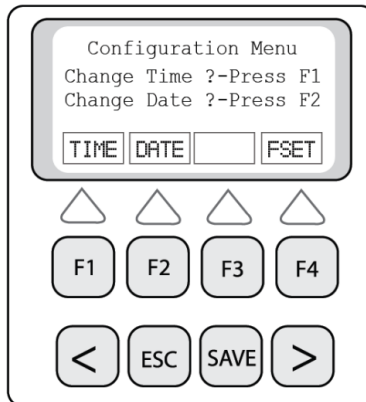 Configuration Menu
Change Time ?-Press F1
Change Date ?-Press F2
TIME DATE FSET
F1 F2 F3 F4
< ESC SAVE >